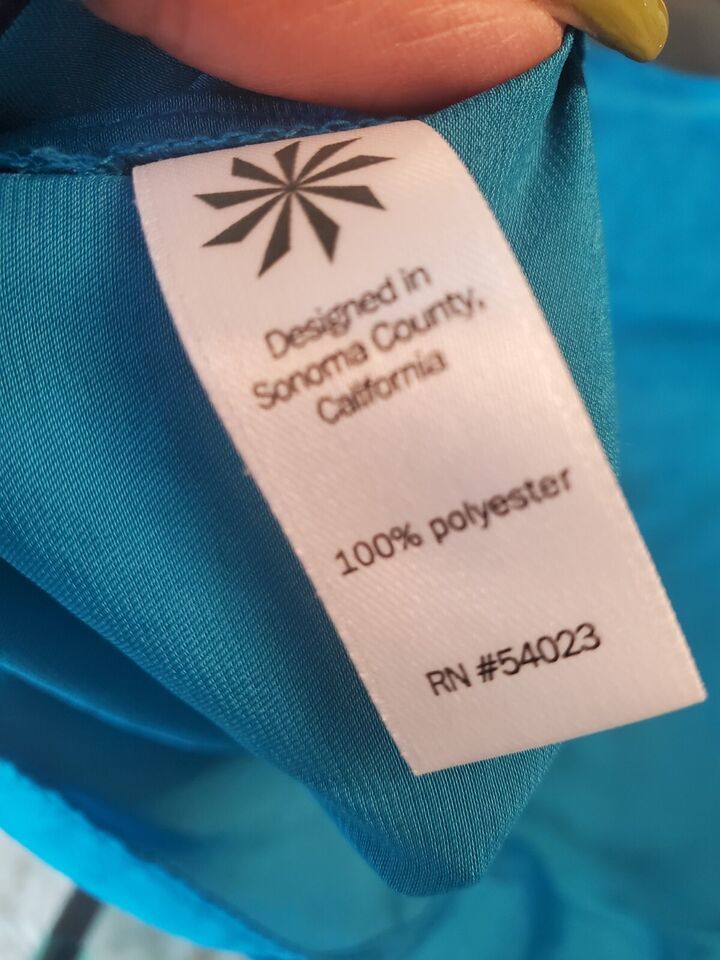 Designed in
Sonoma County,
California
100% polyester
RN #54023